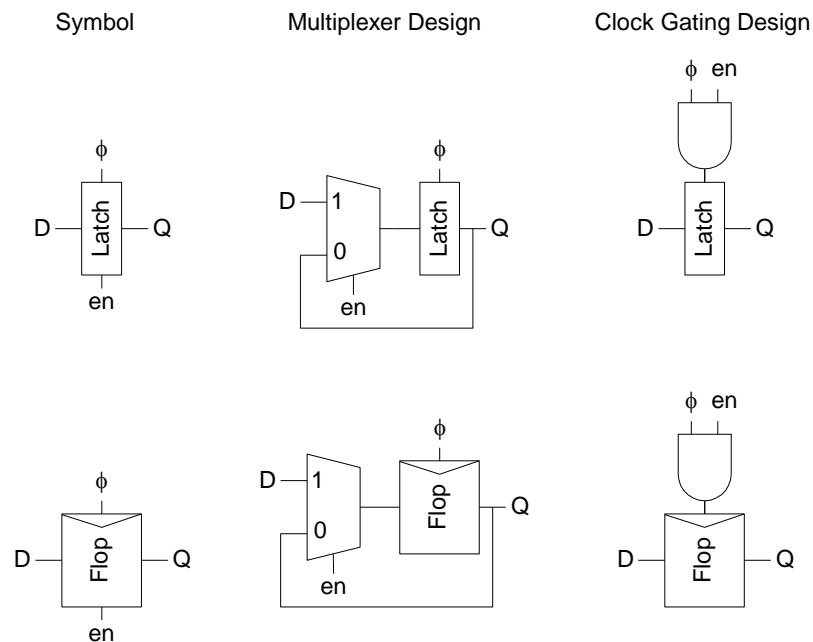 Symbol
Multiplexer Design
Clock Gating Design
ϕ en
ϕ
ϕ
D
Latch
Q
en
D
1
0
en
Latch
Q
D
Latch
Q
ϕ en
ϕ
ϕ
D
Flop
Q
en
D
1
0
en
Flop
Q
D
Flop
Q